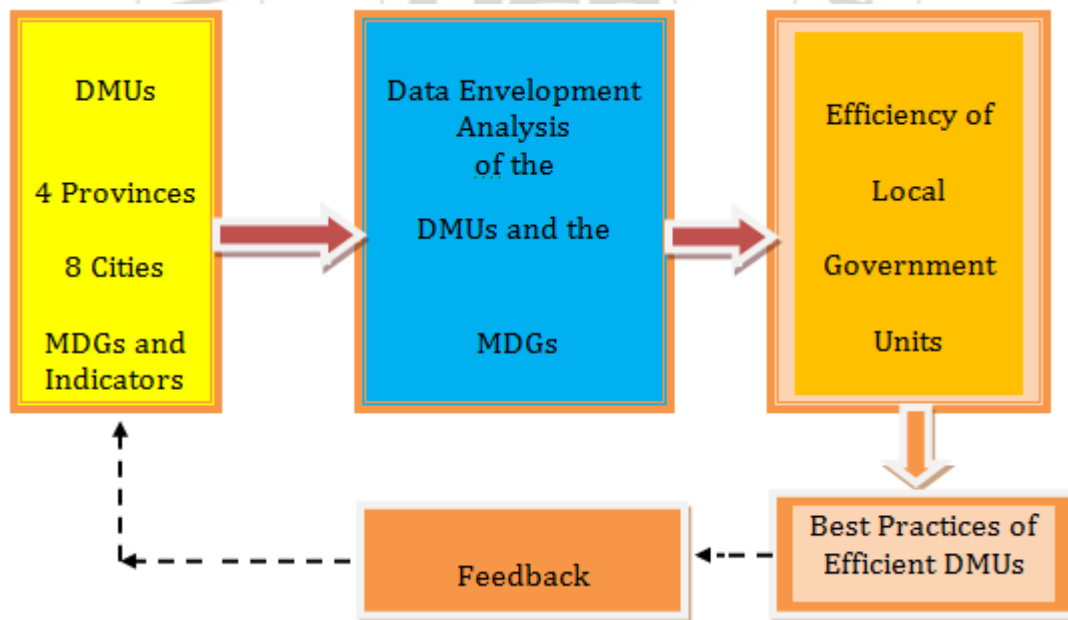 DMUs
4 Provinces
8 Cities
MDGs and
Indicators
Data Envelopment
Analysis
of the
DMUs and the
MDGs
Efficiency of
Local
Government
Units
Best Practices of
Efficient DMUs
Feedback